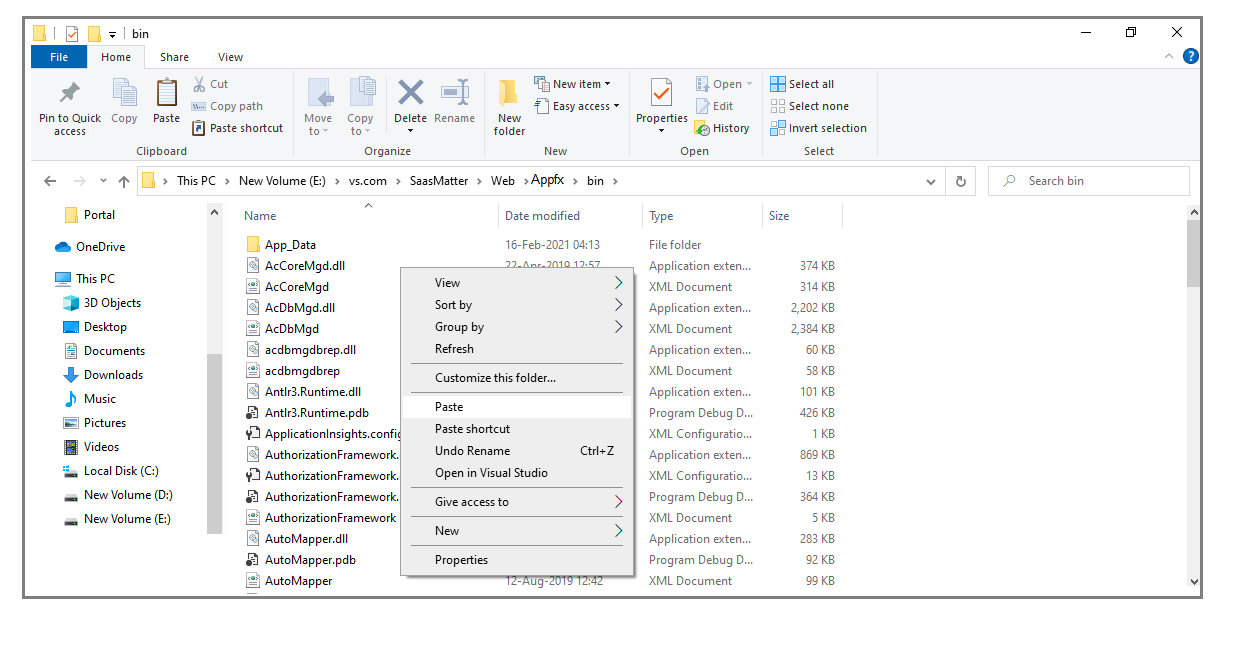 bin
File Home Share View
Pin to Quick access
Copy
Paste
Cut
Copy path
Paste shortcut
Clipboard
Move to
Copy to
Delete
Rename
Organize
New folder
New item
Easy access
New
Properties
Open
Edit
History
Open
Select all
Select none
Invert selection
Select
This PC > New Volume (E:) > vs.com > SaasMatter > Web > Appfx > bin >
Search bin
Portal
OneDrive
This PC
3D Objects
Desktop
Documents
Downloads
Music
Pictures
Videos
Local Disk (C:)
New Volume (D:)
New Volume (E:)
Name Date modified Type Size
App_Data 16-Feb-2021 04:13 File folder
AcCoreMgd.dll 22-Apr-2019 12:57 Application exten... 374 KB
AcCoreMgd XML Document 314 KB
AcDbMgd.dll Application exten... 2,202 KB
AcDbMgd XML Document 2,384 KB
acdbmgdbrep.dll Application exten... 60 KB
acdbmgdbrep XML Document 58 KB
Antlr3.Runtime.dll Application exten... 101 KB
Antlr3.Runtime.pdb Program Debug D... 426 KB
ApplicationInsights.config XML Configuratio... 1 KB
AuthorizationFramework. Application exten... 869 KB
AuthorizationFramework. XML Configuratio... 13 KB
AuthorizationFramework. Program Debug D... 364 KB
AuthorizationFramework XML Document 5 KB
AutoMapper.dll Application exten... 283 KB
AutoMapper.pdb Program Debug D... 92 KB
AutoMapper 12-Aug-2019 12:42 XML Document 99 KB
View
Sort by
Group by
Refresh
Customize this folder...
Paste
Paste shortcut
Undo Rename Ctrl+Z
Open in Visual Studio
Give access to
New
Properties